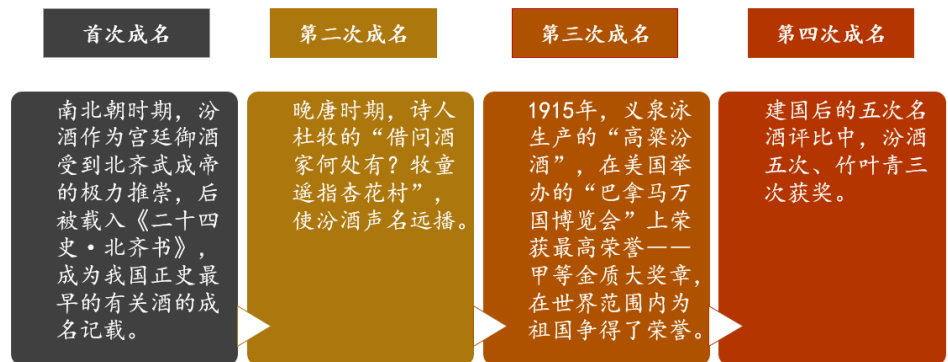 首次成名
南北朝时期，汾
酒作为宫廷御酒
受到北齐武成帝
的极力推崇，后
被载入《二十四
史·北齐书》，
成为我国正史最
早的有关酒的成
名记载。
第二次成名
晚唐时期，诗人
杜牧的“借问酒
家何处有？牧童
遥指杏花村”，
使汾酒声名远播。
第三次成名
1915年，义泉泳
生产的“高粱汾
酒”，在美国举
办的“巴拿马万
国博览会”上荣
获最高荣誉——
甲等金质大奖章，
在世界范围内为
祖国争得了荣誉。
第四次成名
建国后的五次名
酒评比中，汾酒
五次、竹叶青三
次获奖。